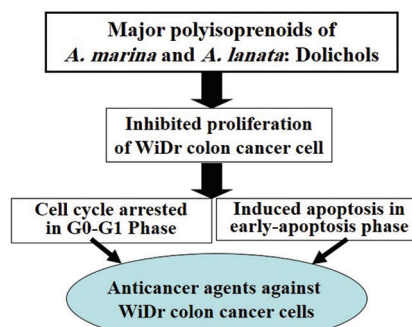 Major polyisoprenoids of
A. marina and A. lanata: Dolichols
Inhibited proliferation
of WiDr colon cancer cell
Cell cycle arrested
in G0-G1 Phase
Induced apoptosis in
early-apoptosis phase
Anticancer agents against
WiDr colon cancer cells